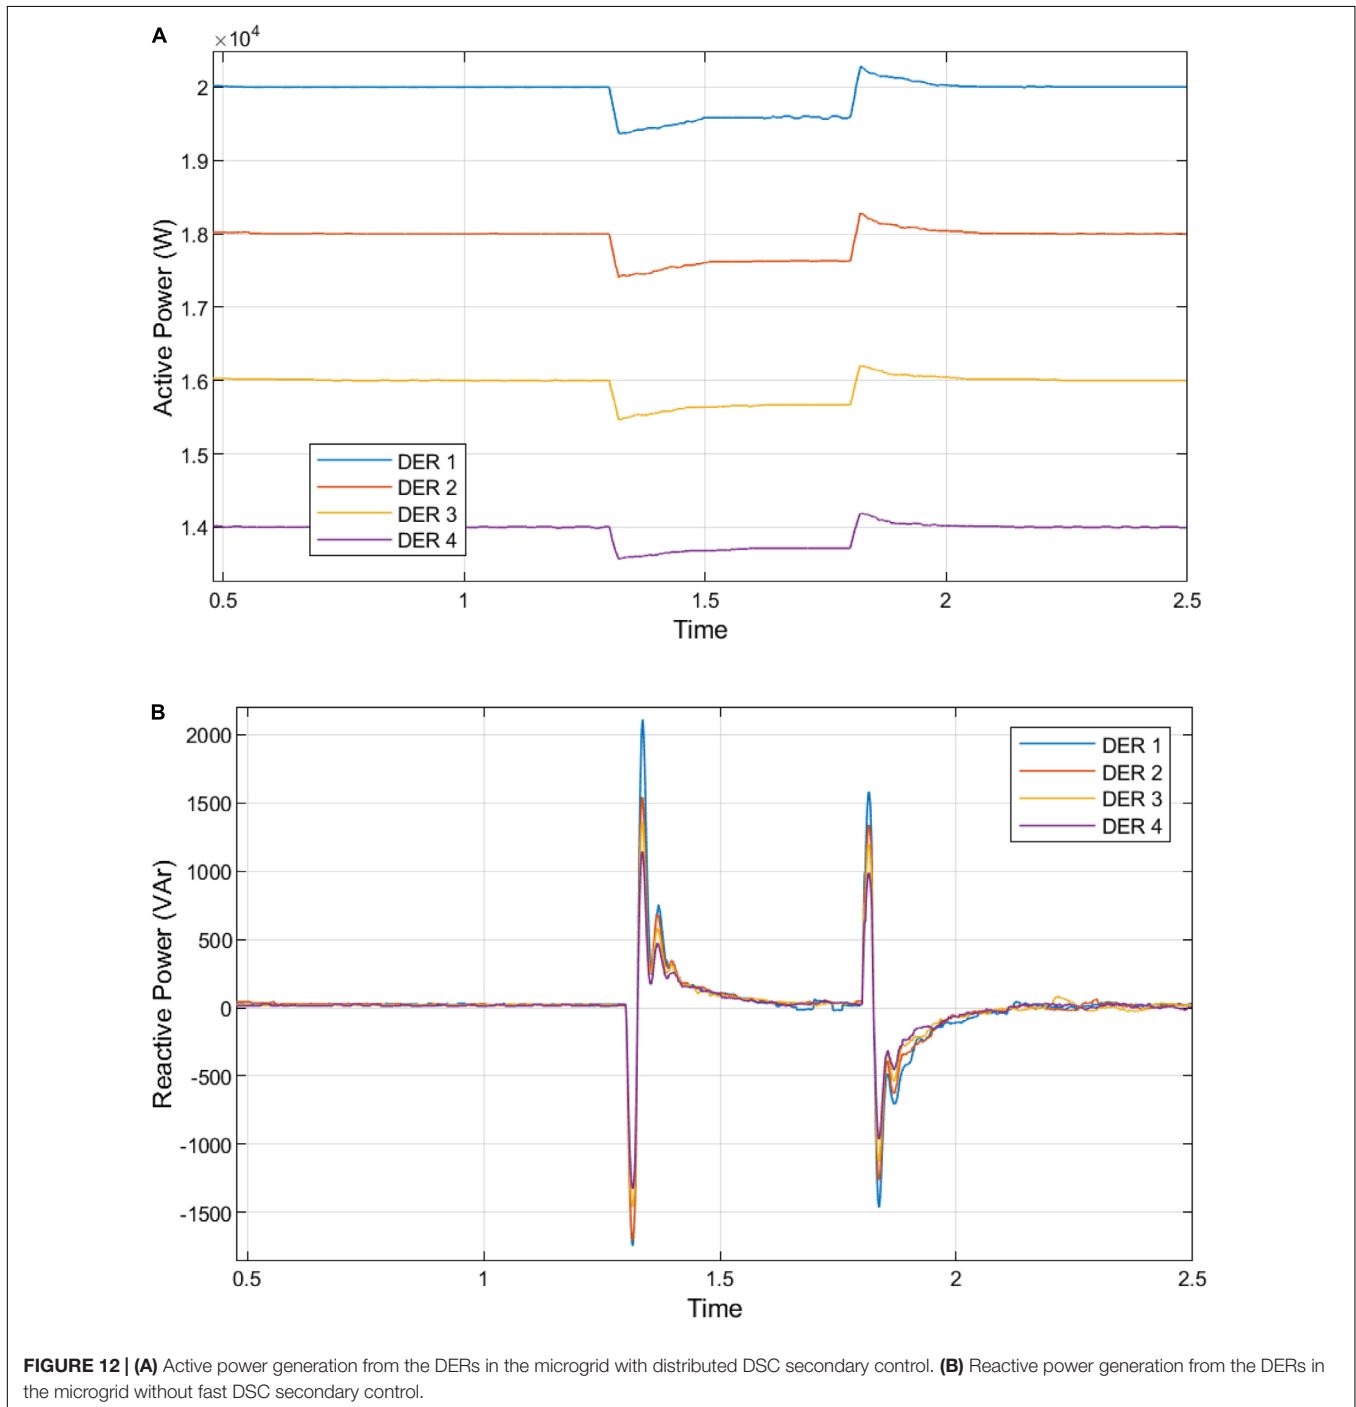 A
×10⁴
2
1.9
1.8
1.7
1.6
1.5
1.4
Active Power (W)
DER 1
DER 2
DER 3
DER 4
0.5 1 1.5 2 2.5
Time
B
2000
1500
1000
500
0
-500
-1000
-1500
Reactive Power (VAr)
DER 1
DER 2
DER 3
DER 4
0.5 1 1.5 2 2.5
Time
FIGURE 12 | (A) Active power generation from the DERs in the microgrid with distributed DSC secondary control. (B) Reactive power generation from the DERs in
the microgrid without fast DSC secondary control.